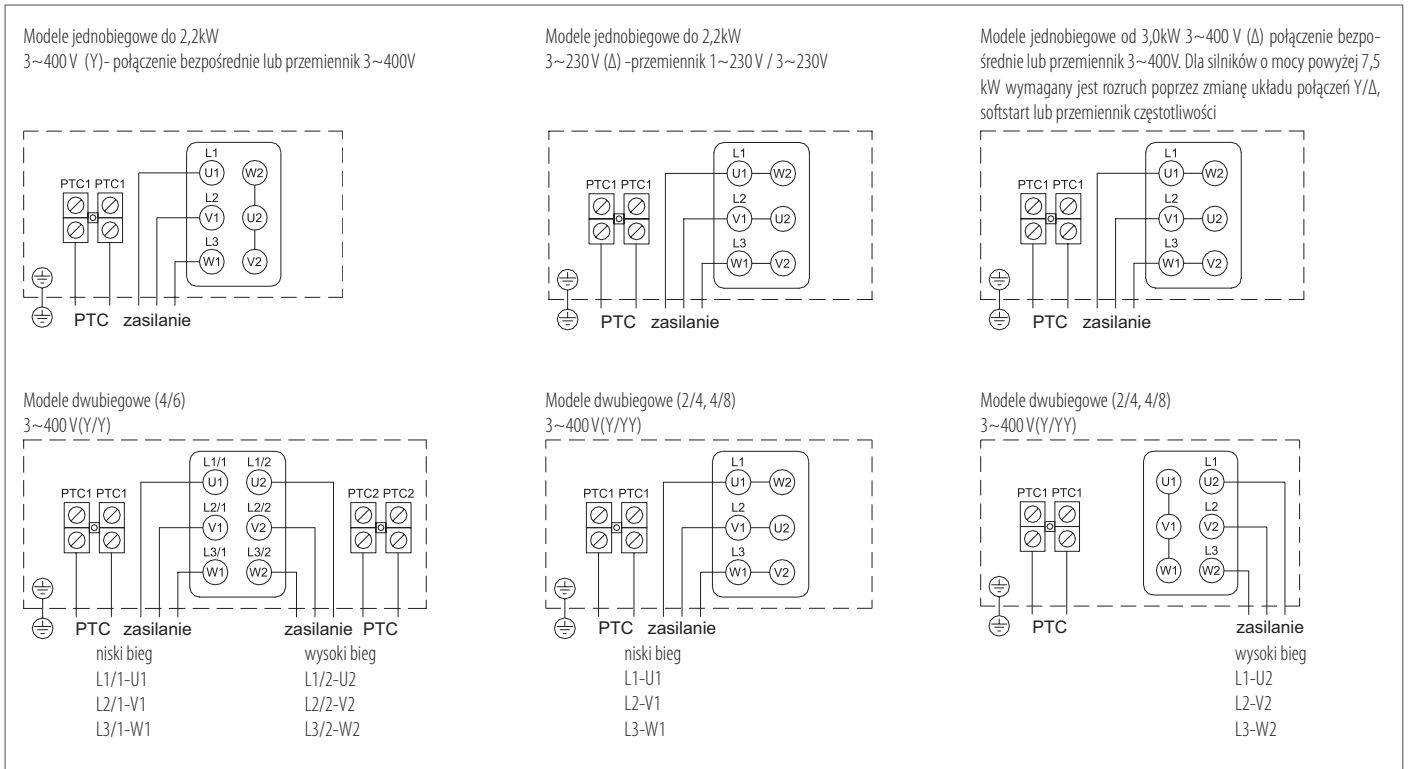 Modele jednobiegowe do 2,2kW
3~400 V (Y)- połączenie bezpośrednie lub przemiennik 3~400V
L1
U1 W2
PTC1 PTC1
L2
V1 U2
L3
W1 V2
PTC zasilanie
Modele jednobiegowe do 2,2kW
3~230 V (Δ) -przemiennik 1~230 V / 3~230V
L1
U1 W2
PTC1 PTC1
L2
V1 U2
L3
W1 V2
PTC zasilanie
Modele jednobiegowe od 3,0kW 3~400 V (Δ) połączenie bezpo-
średnie lub przemiennik 3~400V. Dla silników o mocy powyżej 7,5
kW wymagany jest rozruch poprzez zmianę układu połączeń Y/Δ,
softstart lub przemiennik częstotliwości
L1
U1 W2
PTC1 PTC1
L2
V1 U2
L3
W1 V2
PTC zasilanie
Modele dwubiegowe (4/6)
3~400 V(Y/Y)
L1/1 L1/2
U1 U2
PTC1 PTC1 PTC2 PTC2
L2/1 L2/2
V1 V2
L3/1 L3/2
W1 W2
PTC zasilanie zasilanie PTC
niski bieg wysoki bieg
L1/1-U1 L1/2-U2
L2/1-V1 L2/2-V2
L3/1-W1 L3/2-W2
Modele dwubiegowe (2/4, 4/8)
3~400 V(Y/YY)
L1
U1 W2
PTC1 PTC1
L2
V1 U2
L3
W1 V2
PTC zasilanie
niski bieg
L1-U1
L2-V1
L3-W1
Modele dwubiegowe (2/4, 4/8)
3~400 V(Y/YY)
L1
U1 U2
PTC1 PTC1
L2
V1 V2
L3
W1 W2
PTC zasilanie
wysoki bieg
L1-U2
L2-V2
L3-W2